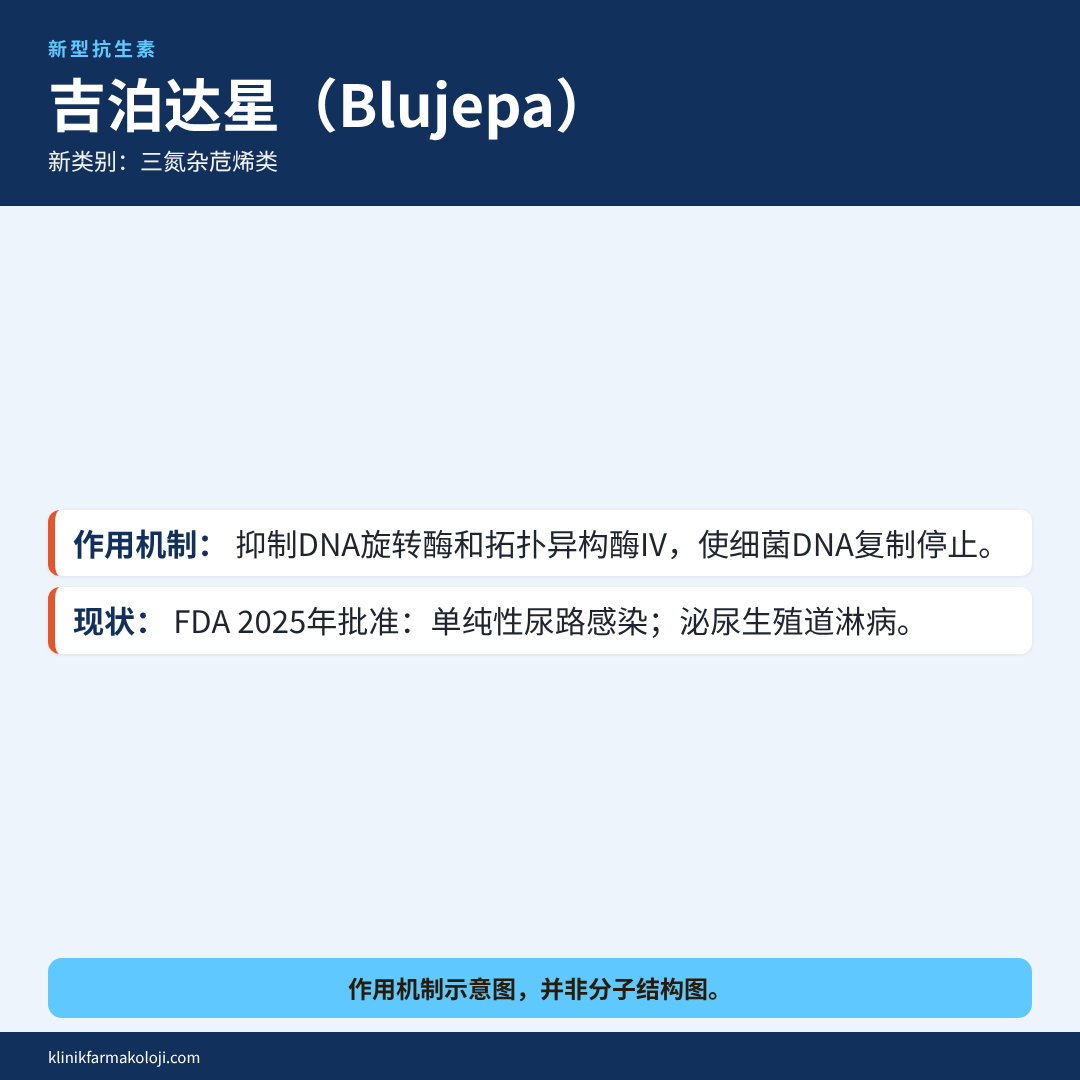 新型抗生素
吉泊达星（Blujepa）
新类别：三氮杂苊烯类
作用机制： 抑制DNA旋转酶和拓扑异构酶IV，使细菌DNA复制停止。
现状： FDA 2025年批准：单纯性尿路感染；泌尿生殖道淋病。
作用机制示意图，并非分子结构图。
klinikfarmakoloji.com